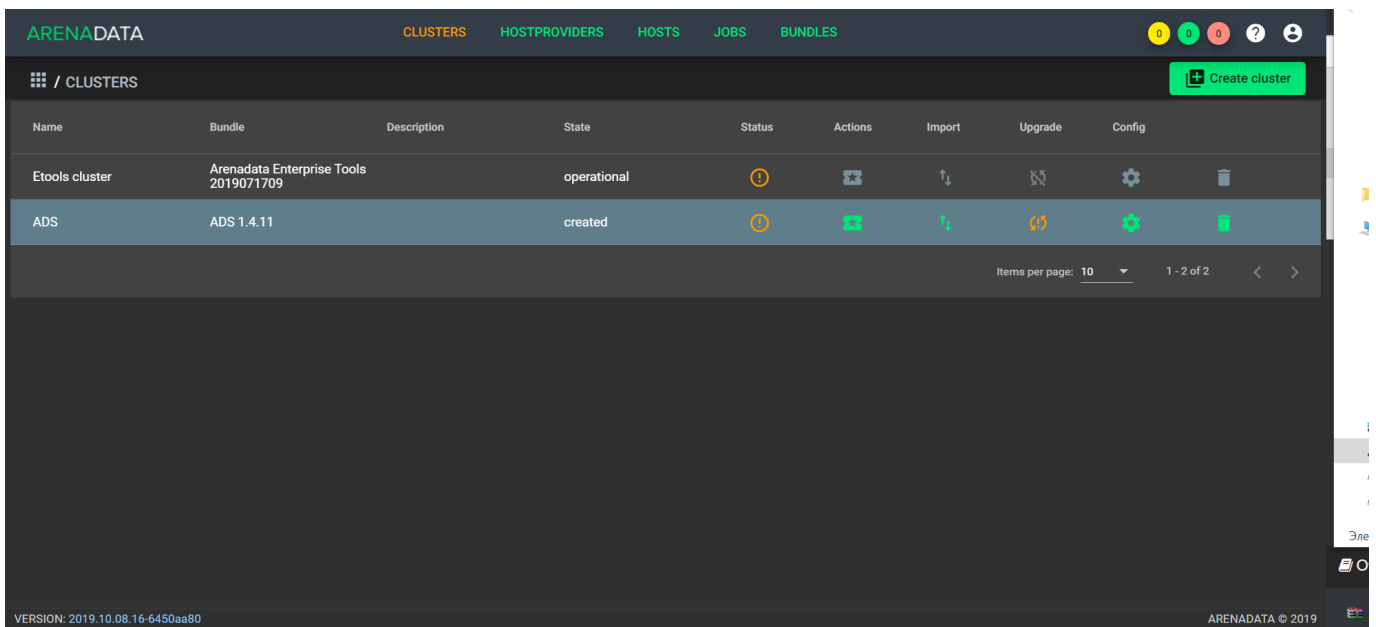 ARENADATA CLUSTERS HOSTPROVIDERS HOSTS JOBS BUNDLES 0 0 0 ?
/ CLUSTERS Create cluster
Name Bundle Description State Status Actions Import Upgrade Config
Etools cluster Arenadata Enterprise Tools operational
2019071709
ADS ADS 1.4.11 created
Items per page: 10 1 - 2 of 2
Эле
VERSION: 2019.10.08.16-6450aa80 ARENADATA © 2019